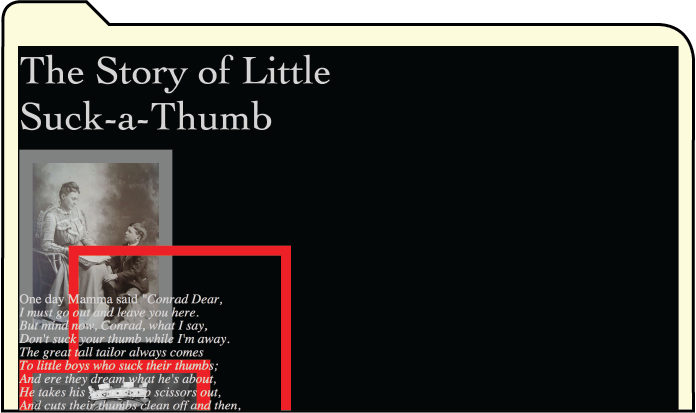 The Story of Little
Suck-a-Thumb
One day Mamma said "Conrad Dear,
I must go out and leave you here.
But mind now, Conrad, what I say,
Don't suck your thumb while I'm away.
The great tall tailor always comes
To little boys who suck their thumbs;
And ere they dream what he's about,
He takes his scissors out,
And cuts their thumbs clean off and then,